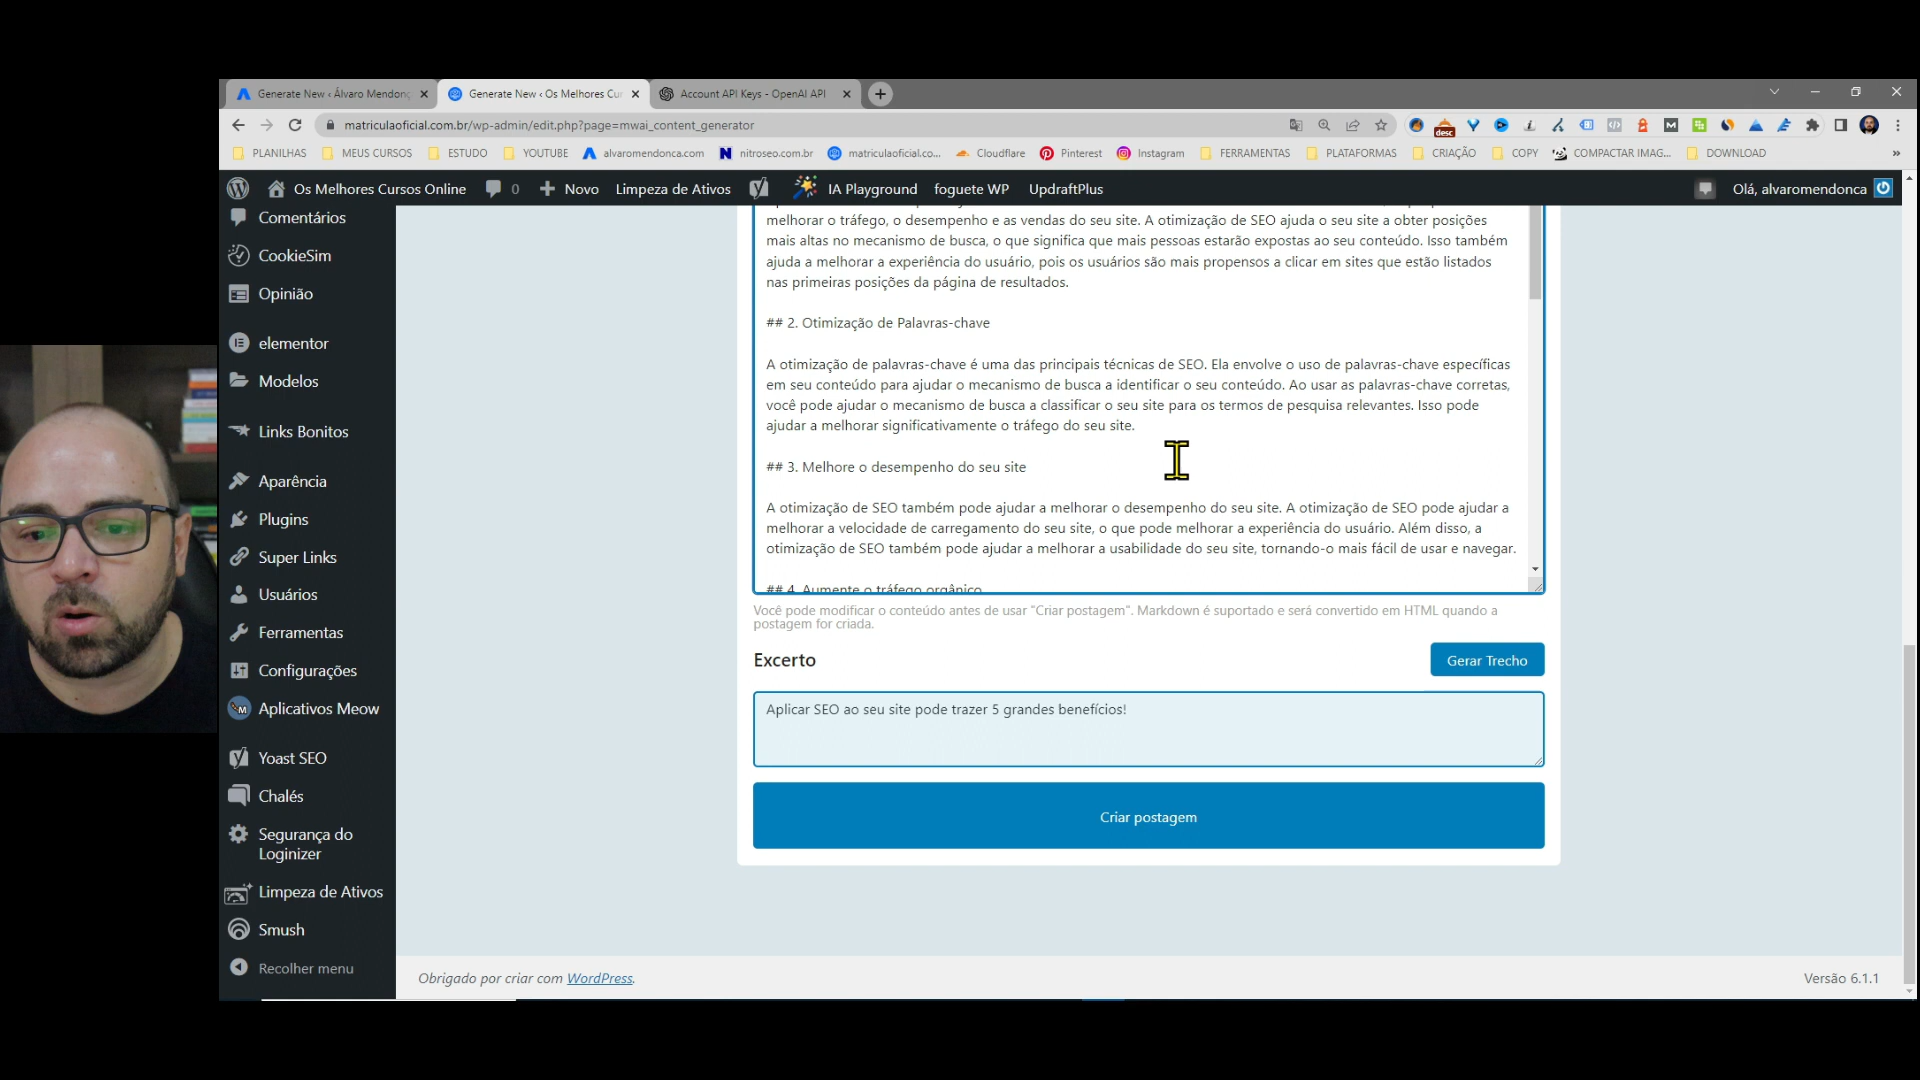 Generate New ‹ Álvaro Mendonç
Generate New ‹ Os Melhores Cur
Account API Keys - OpenAI API
matriculaoficial.com.br/wp-admin/edit.php?page=mwai_content_generator
desc
PLANILHAS
MEUS CURSOS
ESTUDO
YOUTUBE
alvaromendonca.com
nitroseo.com.br
matriculaoficial.co...
Cloudflare
Pinterest
Instagram
FERRAMENTAS
PLATAFORMAS
CRIAÇÃO
COPY
COMPACTAR IMAG...
DOWNLOAD
Os Melhores Cursos Online
0
Novo
Limpeza de Ativos
IA Playground
foguete WP
UpdraftPlus
Olá, alvaromendonca
Comentários
CookieSim
Opinião
elementor
Modelos
Links Bonitos
Aparência
Plugins
Super Links
Usuários
Ferramentas
Configurações
Aplicativos Meow
Yoast SEO
Chalés
Segurança do
Loginizer
Limpeza de Ativos
Smush
Recolher menu
melhorar o tráfego, o desempenho e as vendas do seu site. A otimização de SEO ajuda o seu site a obter posições
mais altas no mecanismo de busca, o que significa que mais pessoas estarão expostas ao seu conteúdo. Isso também
ajuda a melhorar a experiência do usuário, pois os usuários são mais propensos a clicar em sites que estão listados
nas primeiras posições da página de resultados.
## 2. Otimização de Palavras-chave
A otimização de palavras-chave é uma das principais técnicas de SEO. Ela envolve o uso de palavras-chave específicas
em seu conteúdo para ajudar o mecanismo de busca a identificar o seu conteúdo. Ao usar as palavras-chave corretas,
você pode ajudar o mecanismo de busca a classificar o seu site para os termos de pesquisa relevantes. Isso pode
ajudar a melhorar significativamente o tráfego do seu site.
## 3. Melhore o desempenho do seu site
A otimização de SEO também pode ajudar a melhorar o desempenho do seu site. A otimização de SEO pode ajudar a
melhorar a velocidade de carregamento do seu site, o que pode melhorar a experiência do usuário. Além disso, a
otimização de SEO também pode ajudar a melhorar a usabilidade do seu site, tornando-o mais fácil de usar e navegar.
## 4. Aumente o tráfego orgânico
Você pode modificar o conteúdo antes de usar "Criar postagem". Markdown é suportado e será convertido em HTML quando a
postagem for criada.
Excerto
Gerar Trecho
Aplicar SEO ao seu site pode trazer 5 grandes benefícios!
Criar postagem
Obrigado por criar com WordPress.
Versão 6.1.1